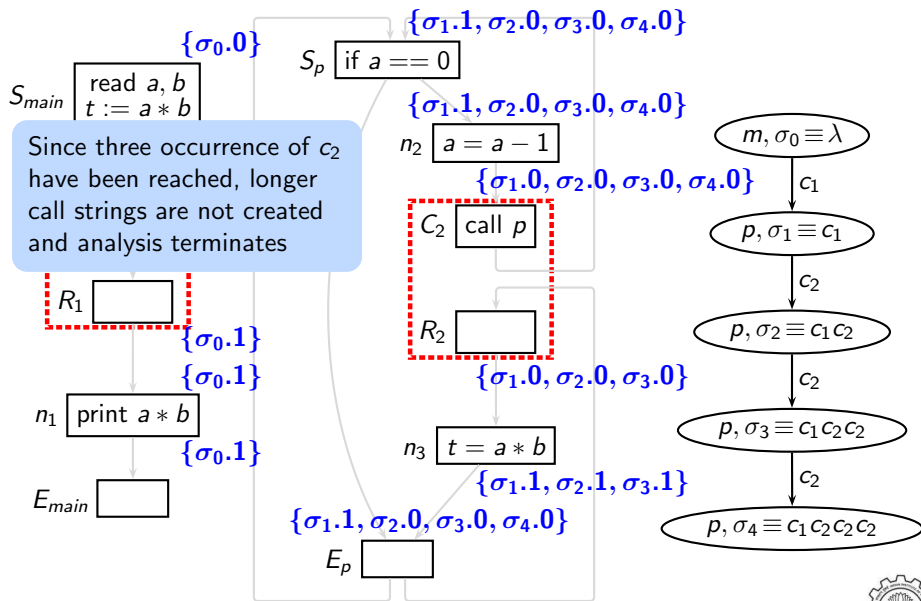 {σ₀.0}
S_main
read a, b
t := a ∗ b
Since three occurrence of c₂
have been reached, longer
call strings are not created
and analysis terminates
R₁
{σ₀.1}
{σ₀.1}
n₁ print a ∗ b
{σ₀.1}
E_main
{σ₁.1, σ₂.0, σ₃.0, σ₄.0}
S_p if a == 0
{σ₁.1, σ₂.0, σ₃.0, σ₄.0}
n₂ a = a − 1
{σ₁.0, σ₂.0, σ₃.0, σ₄.0}
C₂ call p
R₂
{σ₁.0, σ₂.0, σ₃.0}
n₃ t = a ∗ b
{σ₁.1, σ₂.1, σ₃.1}
{σ₁.1, σ₂.0, σ₃.0, σ₄.0}
E_p
m, σ₀ ≡ λ
c₁
p, σ₁ ≡ c₁
c₂
p, σ₂ ≡ c₁c₂
c₂
p, σ₃ ≡ c₁c₂c₂
c₂
p, σ₄ ≡ c₁c₂c₂c₂